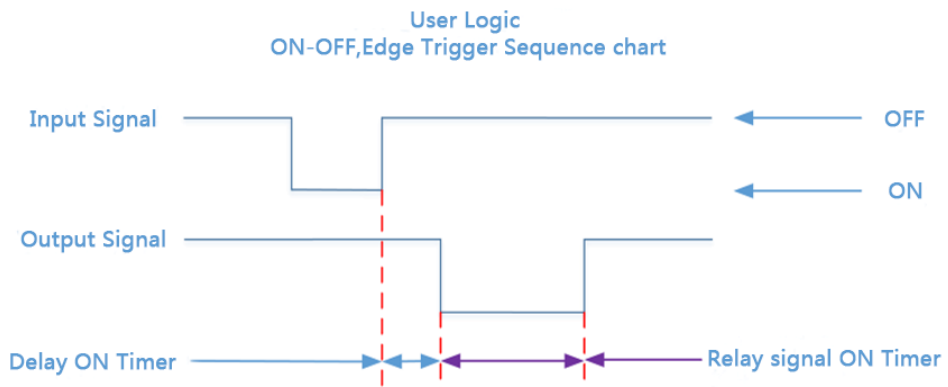 User Logic
ON-OFF,Edge Trigger Sequence chart
Input Signal
OFF
ON
Output Signal
Delay ON Timer
Relay signal ON Timer